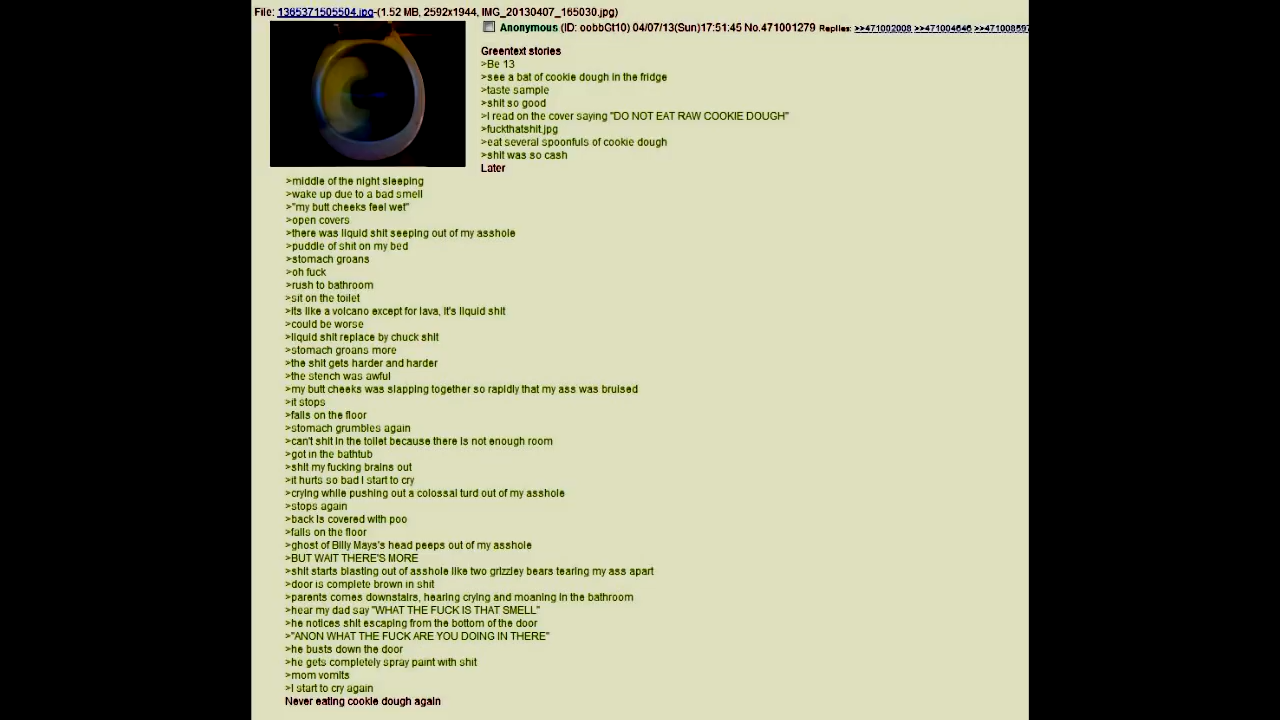 File: 1365371505504.jpg-(1.52 MB, 2592x1944, IMG_20130407_165030.jpg)
Anonymous (ID: oobbGt10) 04/07/13(Sun)17:51:45 No.471001279 Replies: >>471002008 >>471004646 >>471008597
Greentext stories
>Be 13
>see a bat of cookie dough in the fridge
>taste sample
>shit so good
>I read on the cover saying "DO NOT EAT RAW COOKIE DOUGH"
>fuckthatshit.jpg
>eat several spoonfuls of cookie dough
>shit was so cash
Later
>middle of the night sleeping
>wake up due to a bad smell
>"my butt cheeks feel wet"
>open covers
>there was liquid shit seeping out of my asshole
>puddle of shit on my bed
>stomach groans
>oh fuck
>rush to bathroom
>sit on the toilet
>its like a volcano except for lava, it's liquid shit
>could be worse
>liquid shit replace by chuck shit
>stomach groans more
>the shit gets harder and harder
>the stench was awful
>my butt cheeks was slapping together so rapidly that my ass was bruised
>it stops
>falls on the floor
>stomach grumbles again
>can't shit in the toilet because there is not enough room
>got in the bathtub
>shit my fucking brains out
>it hurts so bad I start to cry
>crying while pushing out a colossal turd out of my asshole
>stops again
>back is covered with poo
>falls on the floor
>ghost of Billy Mays's head peeps out of my asshole
>BUT WAIT THERE'S MORE
>shit starts blasting out of asshole like two grizzley bears tearing my ass apart
>door is complete brown in shit
>parents comes downstairs, hearing crying and moaning in the bathroom
>hear my dad say "WHAT THE FUCK IS THAT SMELL"
>he notices shit escaping from the bottom of the door
>"ANON WHAT THE FUCK ARE YOU DOING IN THERE"
>he busts down the door
>he gets completely spray paint with shit
>mom vomits
>I start to cry again
Never eating cookie dough again